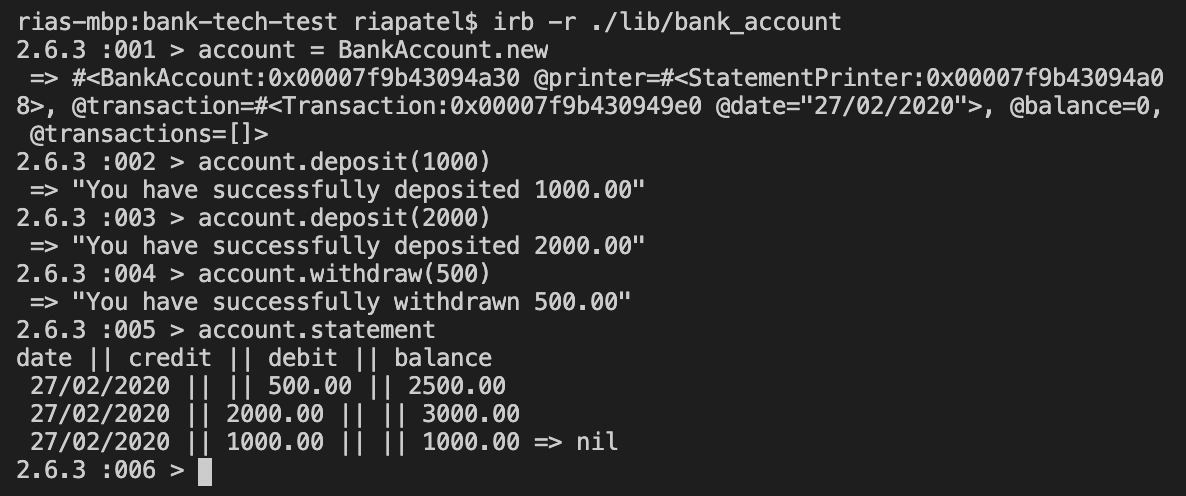 rias-mbp:bank-tech-test riapatel$ irb -r ./lib/bank_account
2.6.3 :001 > account = BankAccount.new
 => #<BankAccount:0x00007f9b43094a30 @printer=#<StatementPrinter:0x00007f9b43094a0
8>, @transaction=#<Transaction:0x00007f9b430949e0 @date="27/02/2020">, @balance=0,
 @transactions=[]>
2.6.3 :002 > account.deposit(1000)
 => "You have successfully deposited 1000.00"
2.6.3 :003 > account.deposit(2000)
 => "You have successfully deposited 2000.00"
2.6.3 :004 > account.withdraw(500)
 => "You have successfully withdrawn 500.00"
2.6.3 :005 > account.statement
date || credit || debit || balance
 27/02/2020 || || 500.00 || 2500.00
 27/02/2020 || 2000.00 || || 3000.00
 27/02/2020 || 1000.00 || || 1000.00 => nil
2.6.3 :006 >